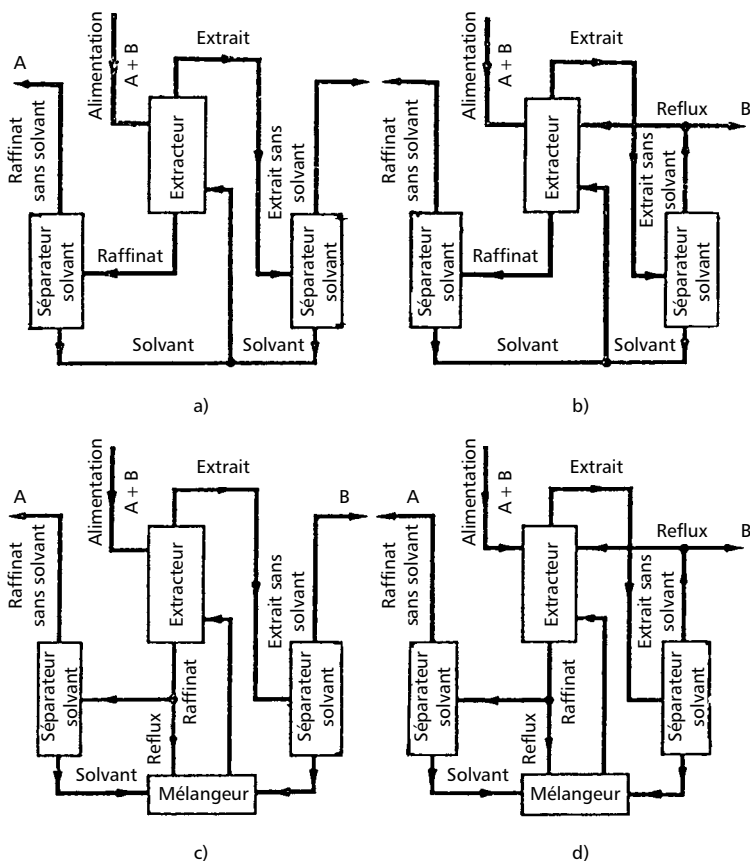 Alimentation
A + B
Extrait
A
Raffinat
sans solvant
Extracteur
Extrait sans
solvant
Séparateur
solvant
Raffinat
Séparateur
solvant
Solvant
Solvant
a)
Alimentation
A + B
Extrait
Reflux
B
Raffinat
sans solvant
Extracteur
Extrait sans
solvant
Séparateur
solvant
Raffinat
Séparateur
solvant
Solvant
Solvant
b)
Alimentation
A + B
Extrait
A
B
Raffinat
sans solvant
Extracteur
Extrait sans
solvant
Séparateur
solvant
Raffinat
Reflux
Séparateur
solvant
Solvant
Mélangeur
c)
Alimentation
A + B
Extrait
A
Reflux
B
Raffinat
sans solvant
Extracteur
Extrait sans
solvant
Séparateur
solvant
Raffinat
Reflux
Séparateur
solvant
Solvant
Mélangeur
d)